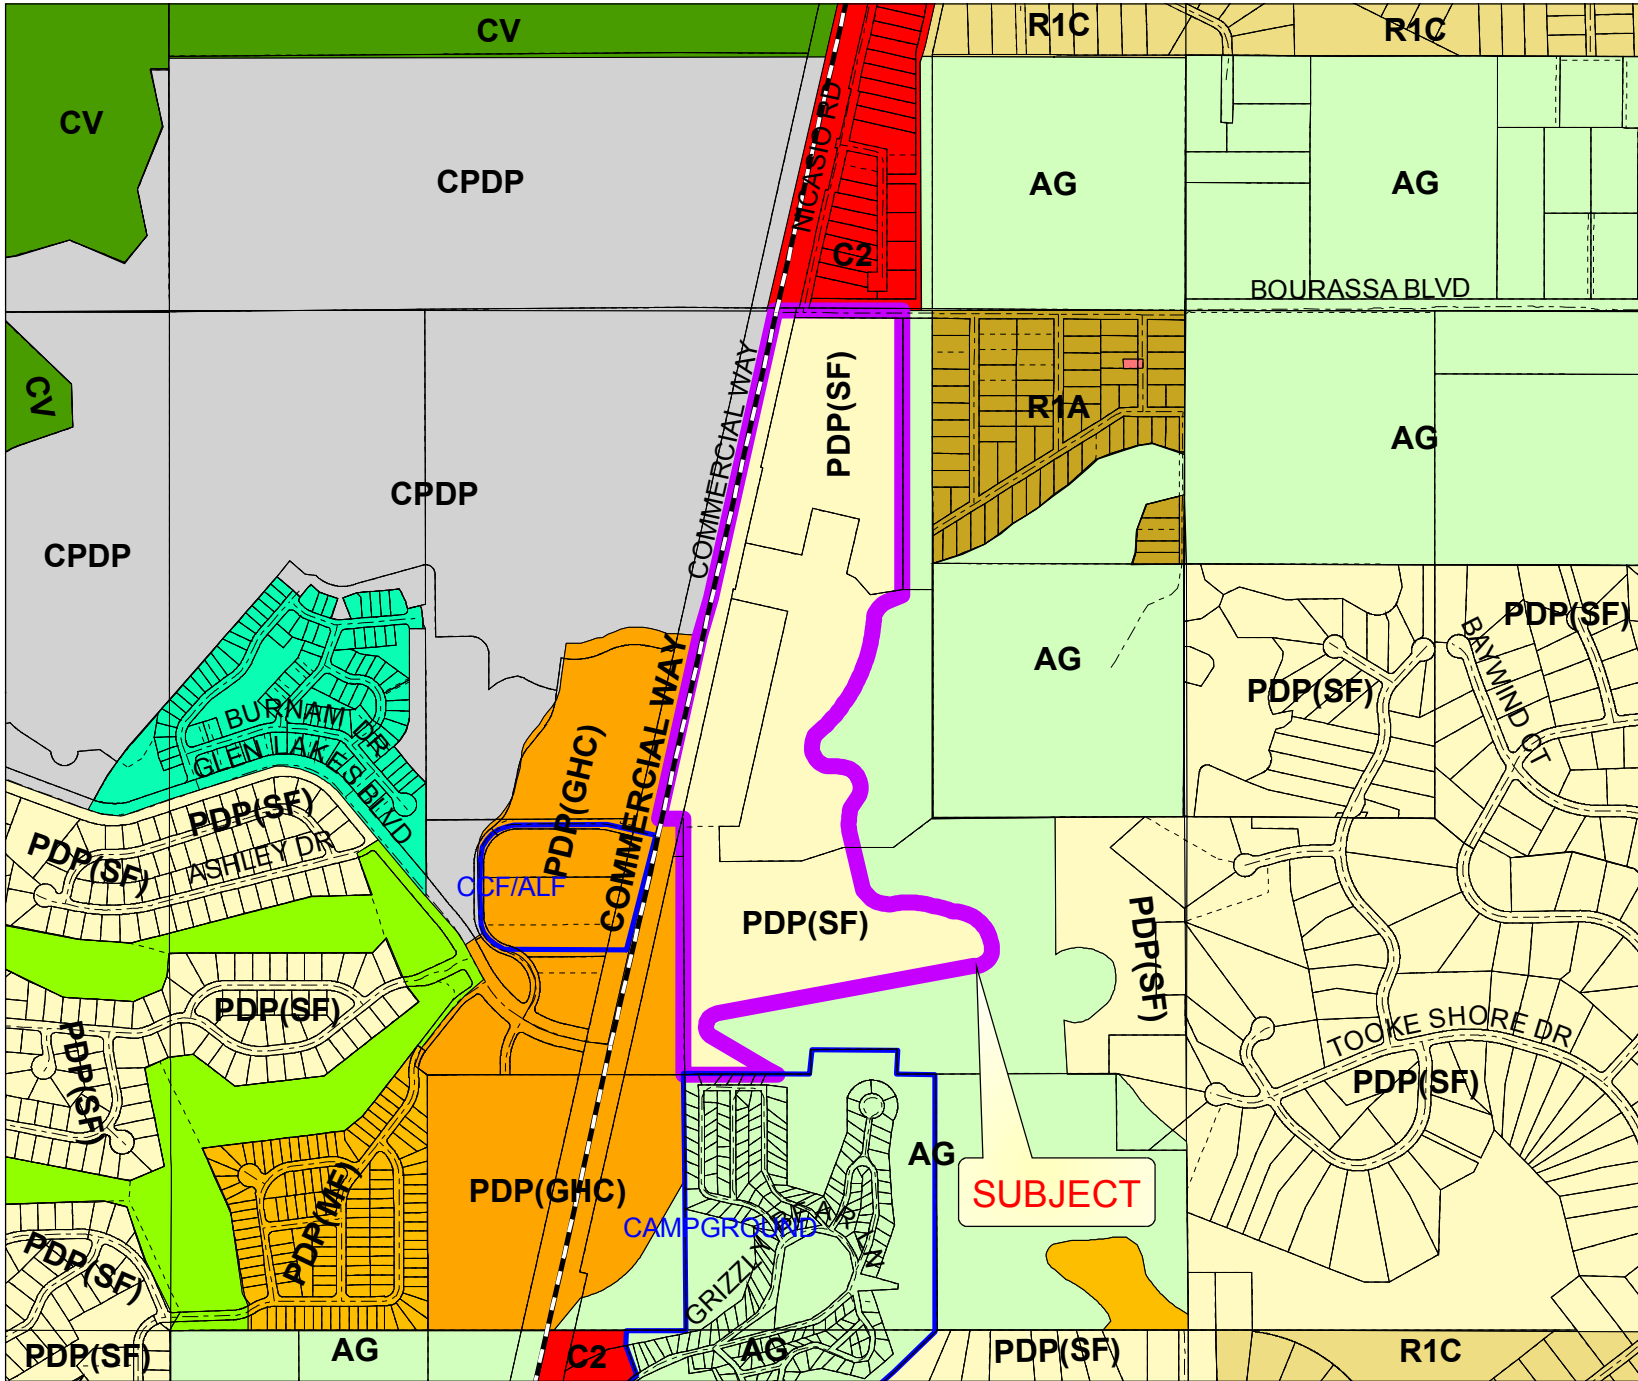 CV
R1C
R1C
CV
NICASIO RD
CPDP
AG
AG
C2
BOURASSA BLVD
CV
COMMERCIAL WAY
PDP(SF)
R1A
AG
CPDP
CPDP
PDP(SF)
BAYWIND CT
AG
PDP(SF)
BURNAM DR
GLEN LAKES BLVD
PDP(GHC)
COMMERCIAL WAY
PDP(SF)
PDP(SF)
ASHLEY DR
CCF/ALF
PDP(SF)
PDP(SF)
PDP(SF)
PDP(SF)
TOOKE SHORE DR
PDP(SF)
AG
PDP(GHC)
SUBJECT
PDP(MF)
CAMPGROUND
GRIZZLY BEAR LN
PDP(SF)
PDP(SF)
AG
C2
AG
PDP(SF)
R1C